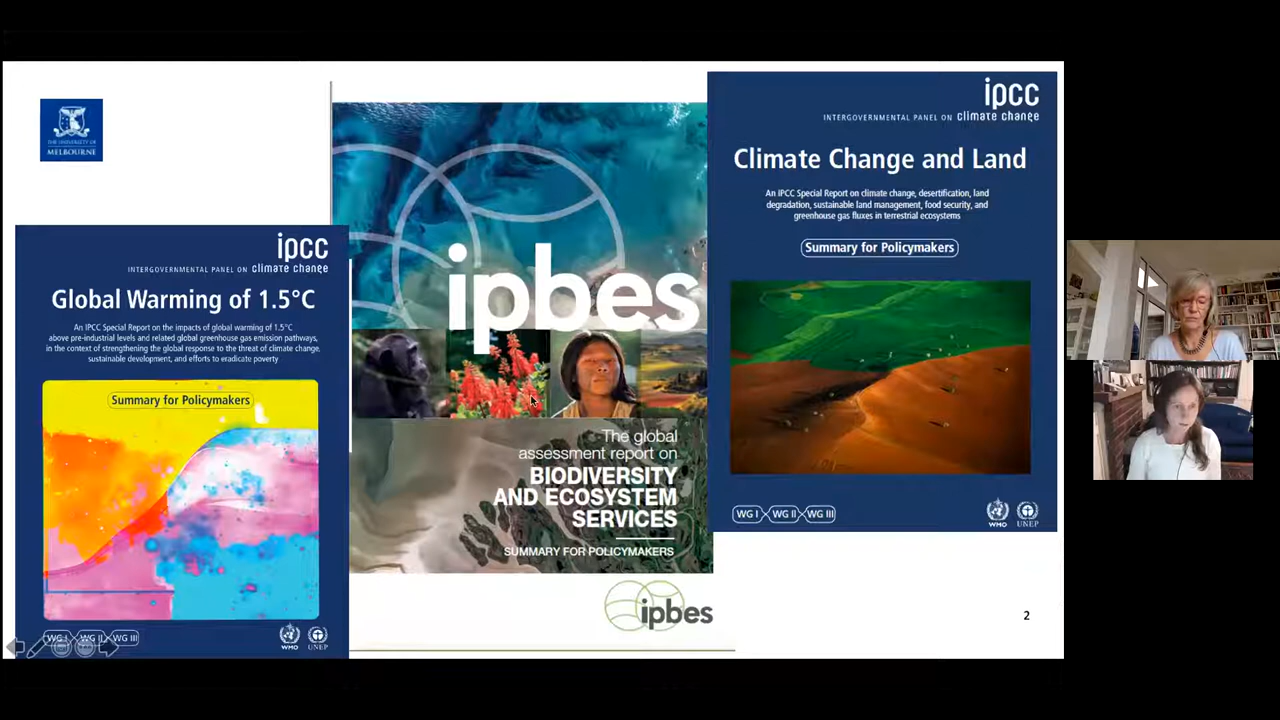 THE UNIVERSITY OF
MELBOURNE
ipcc
INTERGOVERNMENTAL PANEL ON climate change
Global Warming of 1.5°C
An IPCC Special Report on the impacts of global warming of 1.5°C
above pre-industrial levels and related global greenhouse gas emission pathways,
in the context of strengthening the global response to the threat of climate change,
sustainable development, and efforts to eradicate poverty
Summary for Policymakers
WG I WG II WG III
WMO UNEP
ipbes
The global
assessment report on
BIODIVERSITY
AND ECOSYSTEM
SERVICES
SUMMARY FOR POLICYMAKERS
ipbes
ipcc
INTERGOVERNMENTAL PANEL ON climate change
Climate Change and Land
An IPCC Special Report on climate change, desertification, land
degradation, sustainable land management, food security, and
greenhouse gas fluxes in terrestrial ecosystems
Summary for Policymakers
WG I WG II WG III
WMO UNEP
2